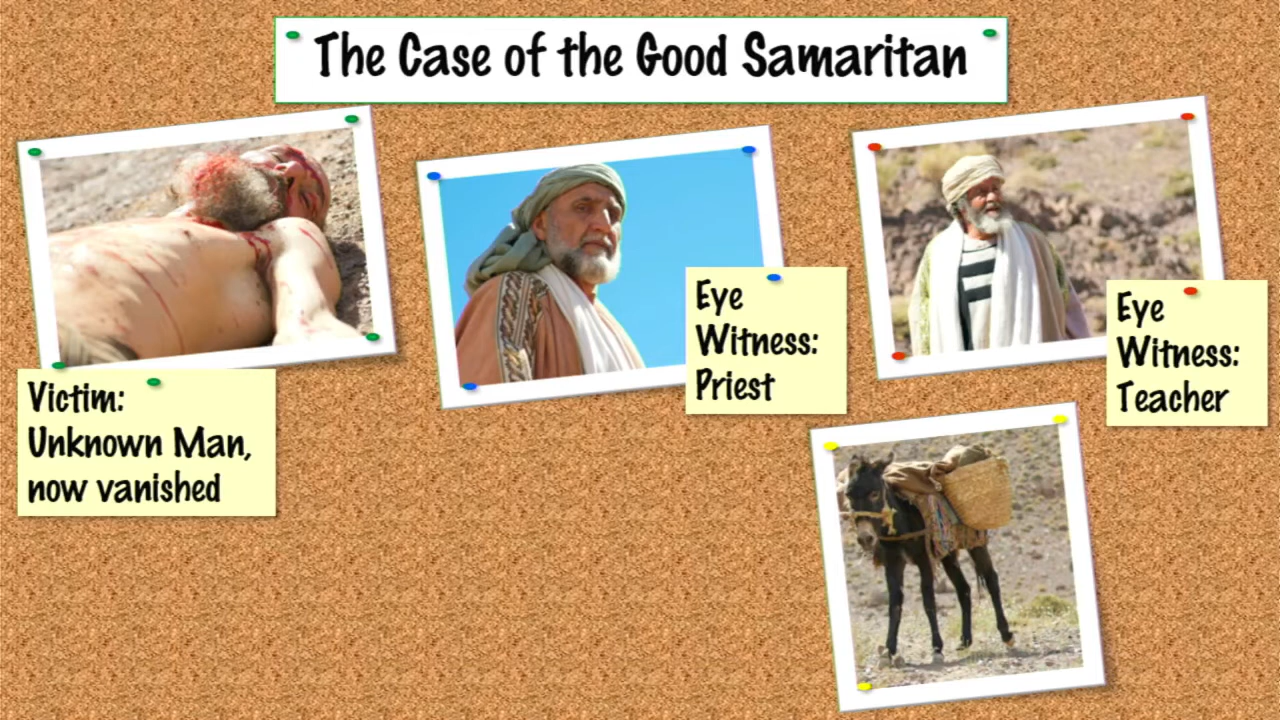 The Case of the Good Samaritan
Victim:
Unknown Man,
now vanished
Eye
Witness:
Priest
Eye
Witness:
Teacher